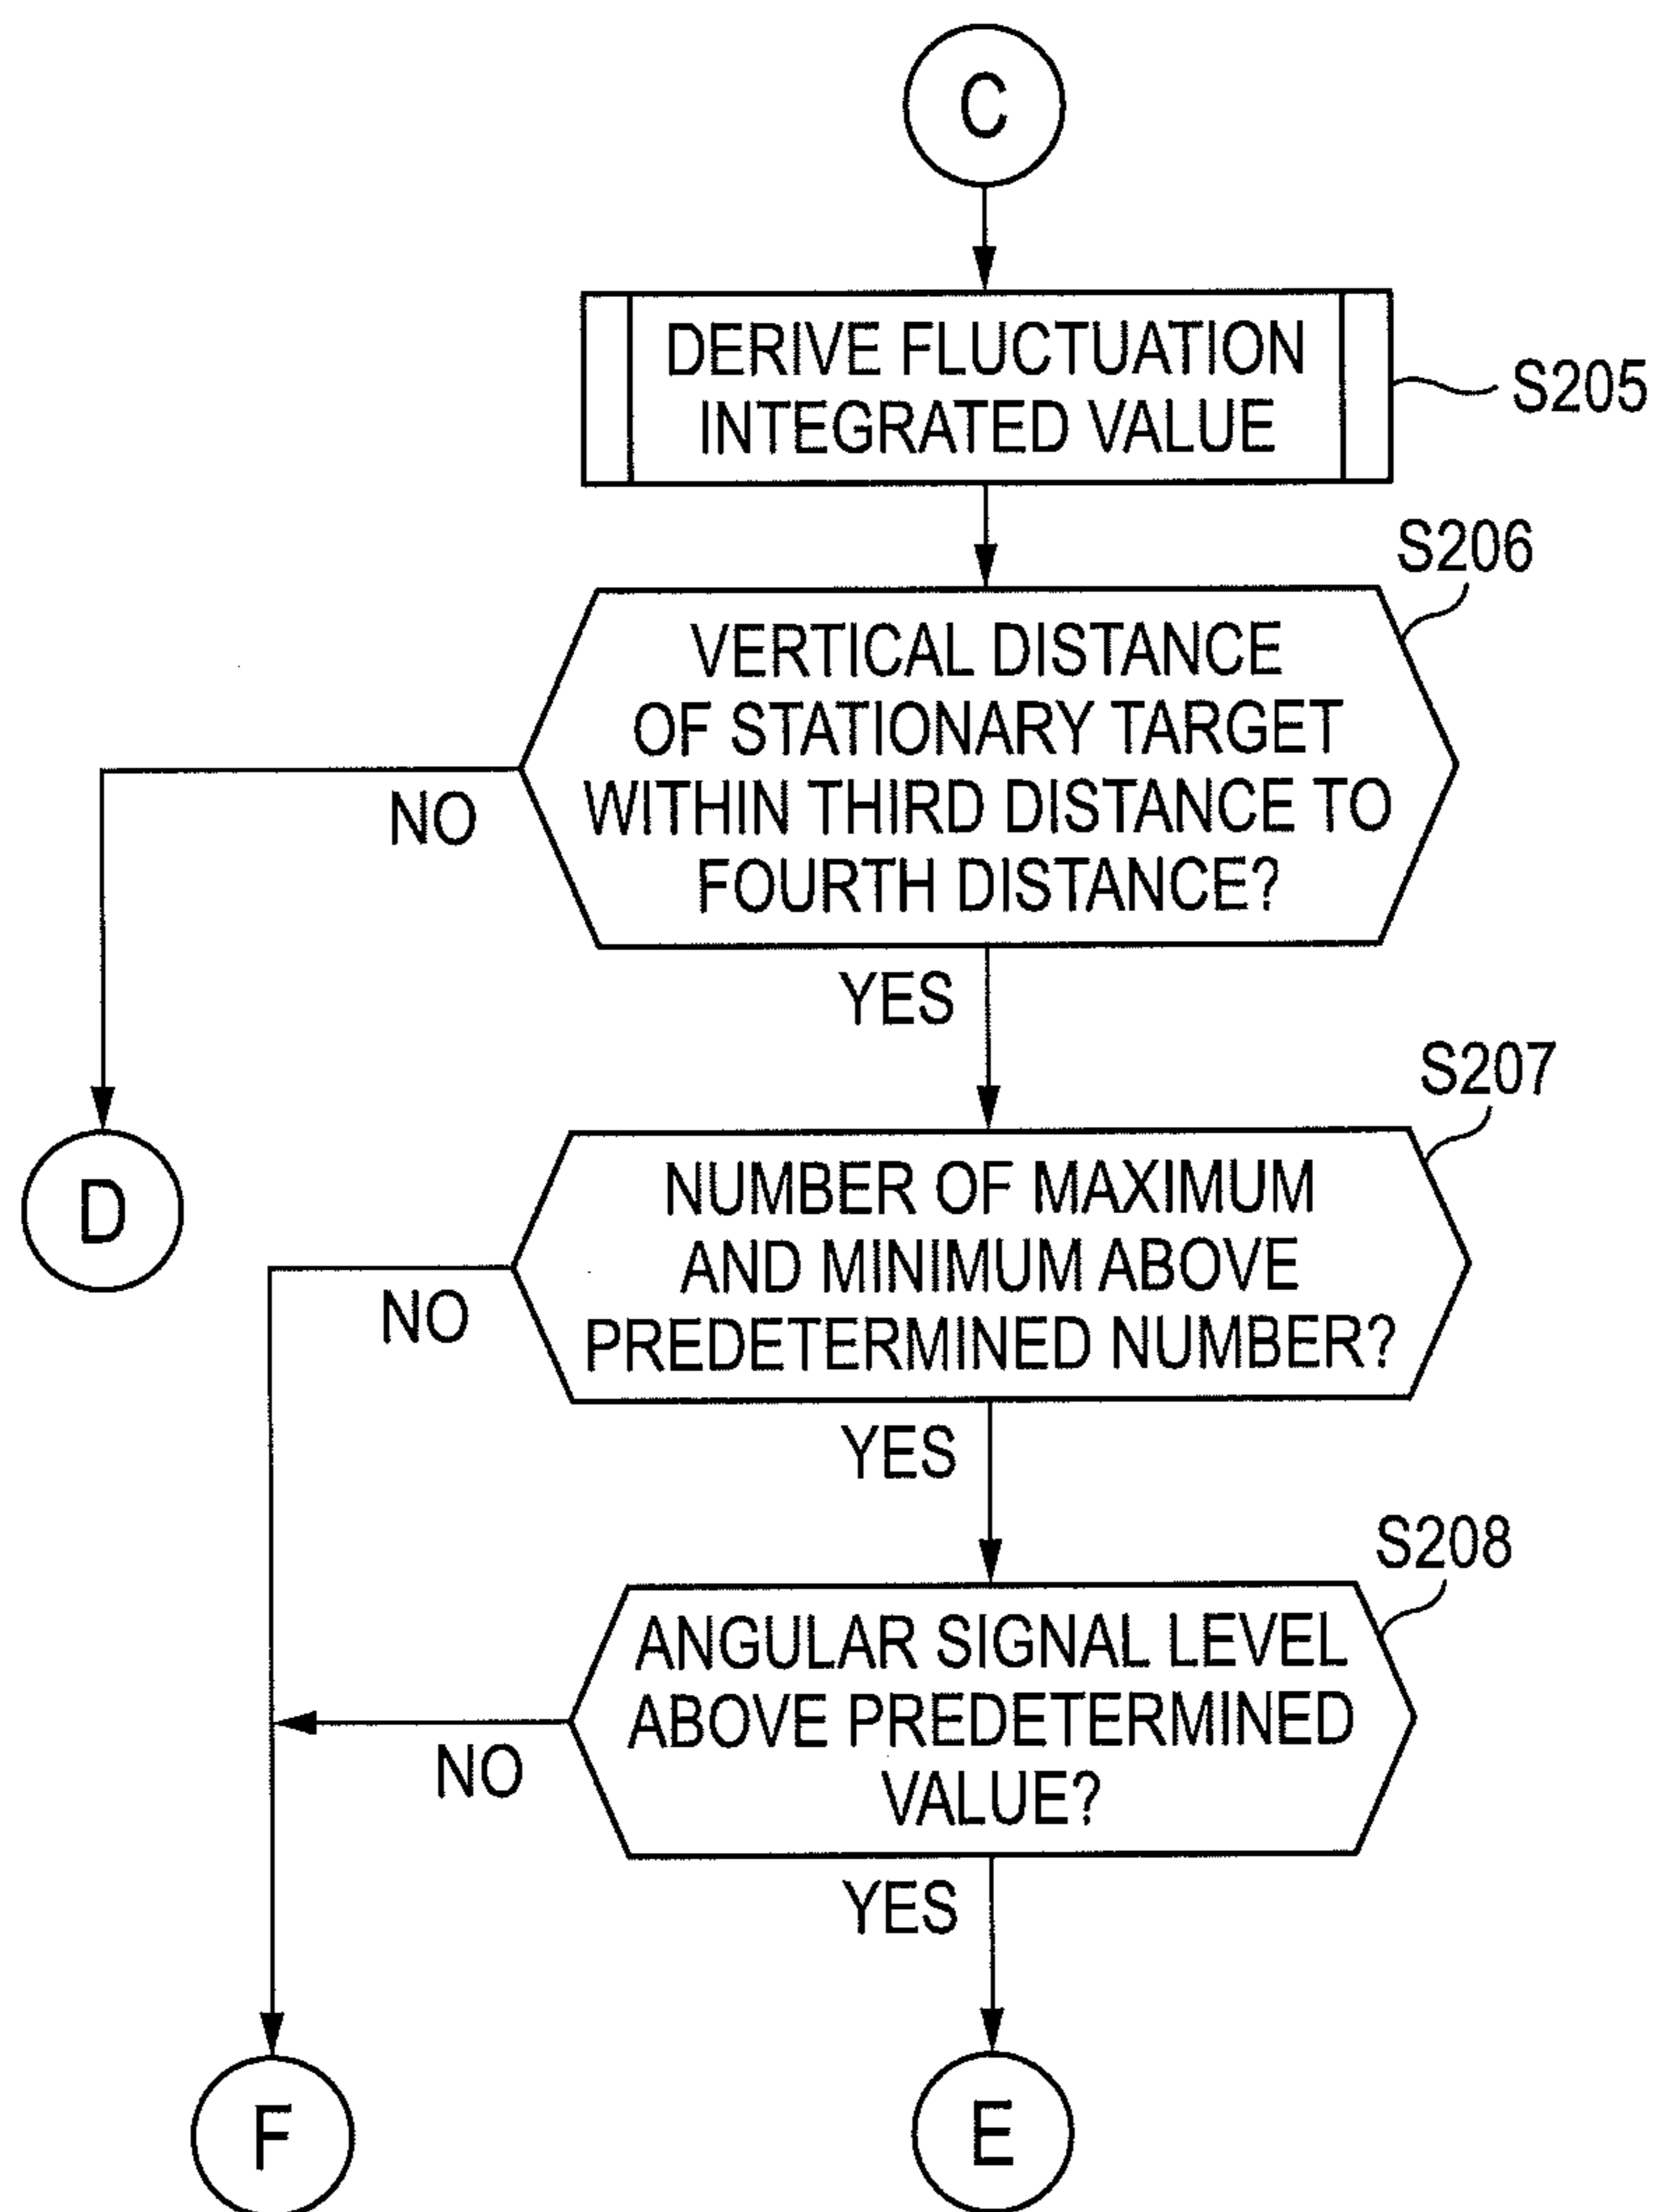 C
DERIVE FLUCTUATION
INTEGRATED VALUE
S205
S206
VERTICAL DISTANCE
OF STATIONARY TARGET
WITHIN THIRD DISTANCE TO
FOURTH DISTANCE?
NO
YES
D
S207
NUMBER OF MAXIMUM
AND MINIMUM ABOVE
PREDETERMINED NUMBER?
NO
YES
S208
ANGULAR SIGNAL LEVEL
ABOVE PREDETERMINED
VALUE?
NO
YES
F
E